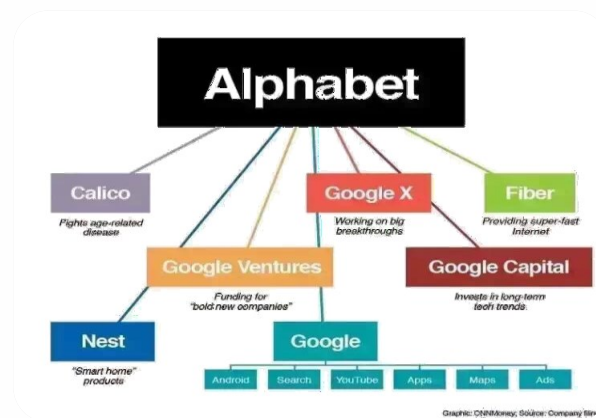 Alphabet
Calico
Pights age-related
disease
Google X
Working on big
breakthroughs
Fiber
Providing super-fast
Internet
Google Ventures
Funding for
"bold new companies"
Google Capital
Invests in long-term
tech trends.
Nest
"Smart home"
products
Google
Android
Search
YouTube
Apps
Maps
Ads
Graphic: CNNMoney; Source: Company